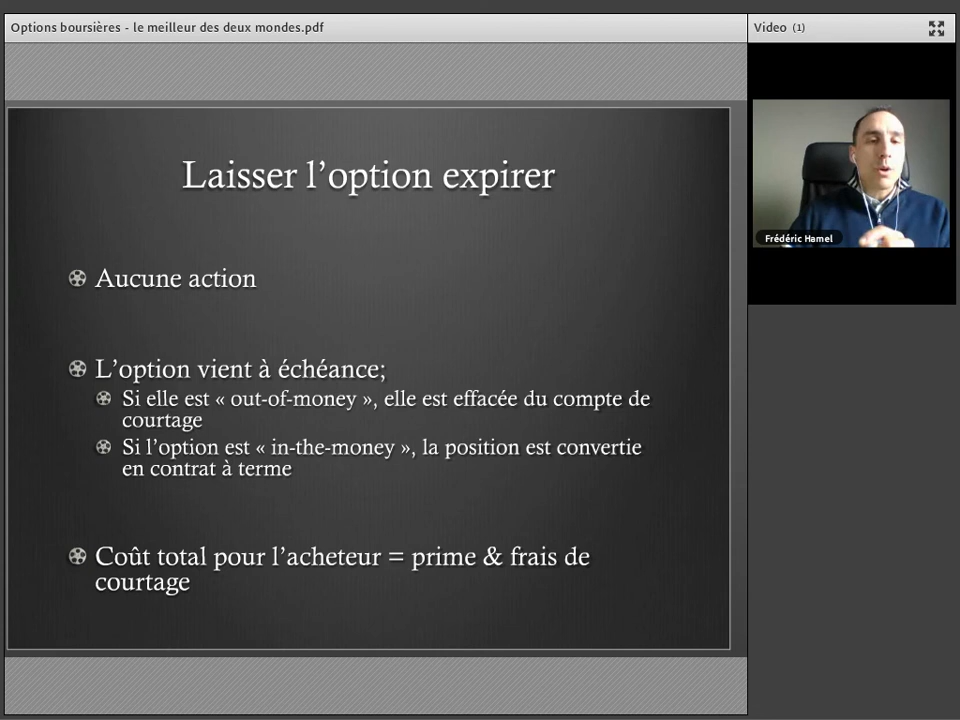 Options boursières - le meilleur des deux mondes.pdf
Video (1)
Laisser l’option expirer
Aucune action
L’option vient à échéance;
Si elle est « out-of-money », elle est effacée du compte de
courtage
Si l’option est « in-the-money », la position est convertie
en contrat à terme
Coût total pour l’acheteur = prime & frais de
courtage
Frédéric Hamel